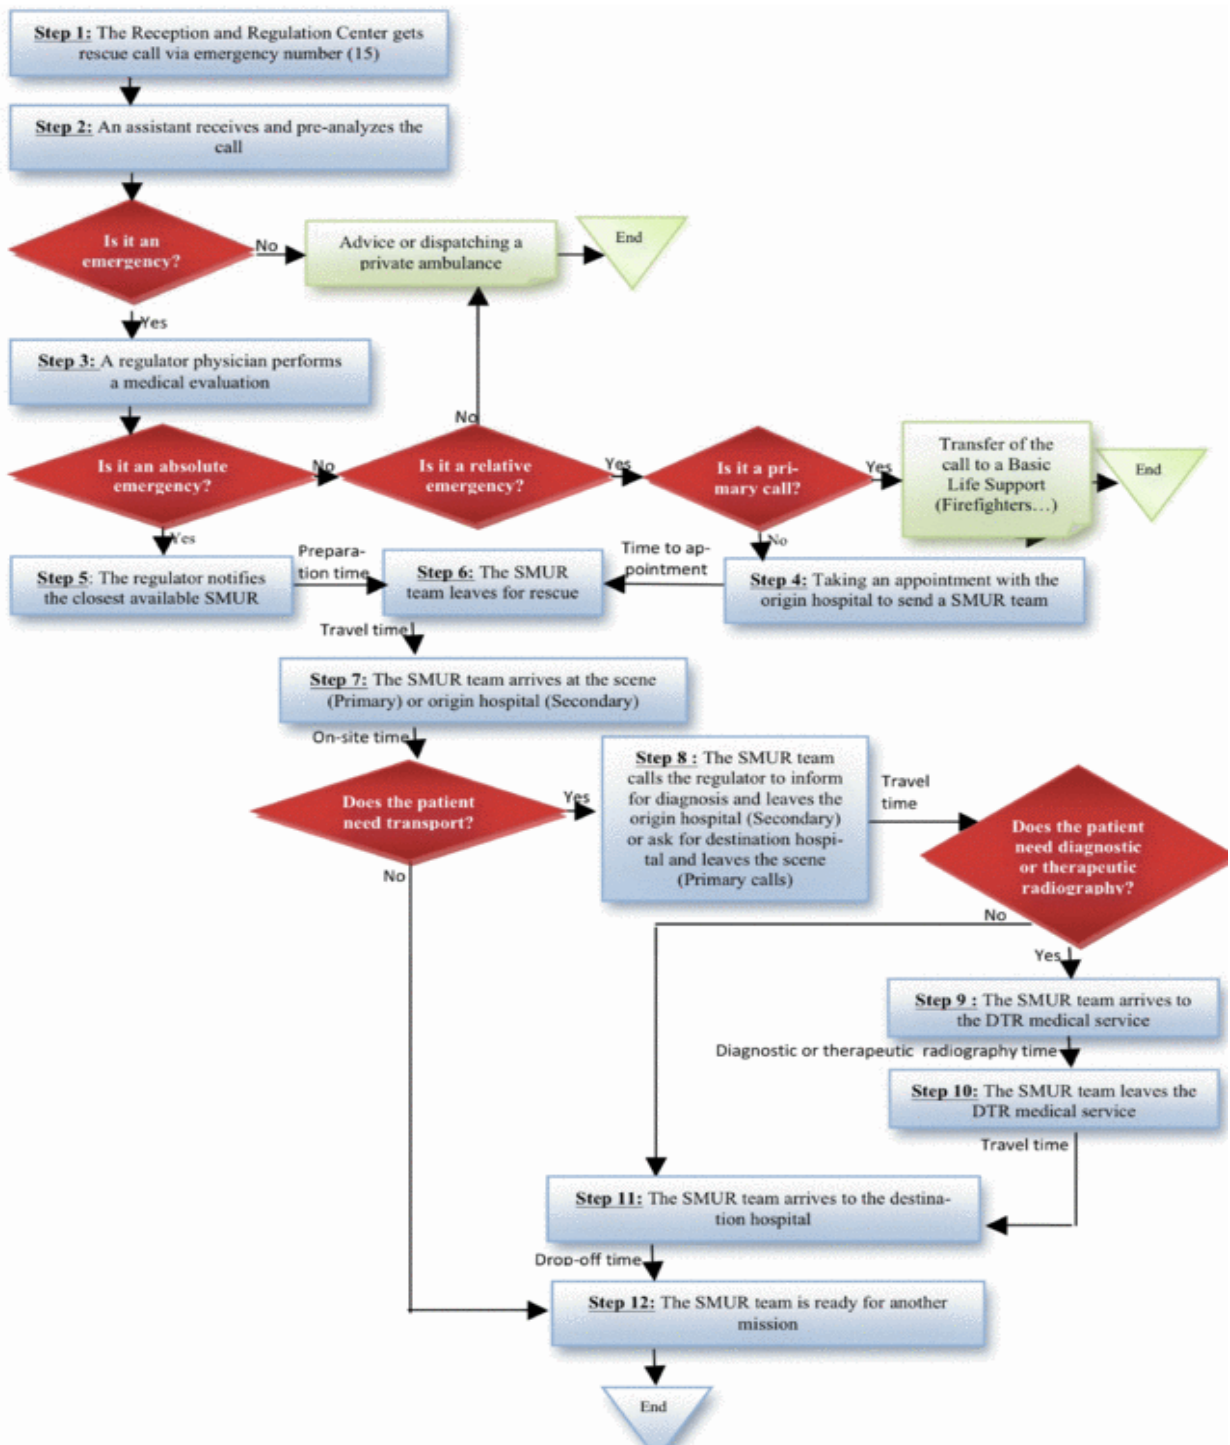 Step 1: The Reception and Regulation Center gets
rescue call via emergency number (15)
Step 2: An assistant receives and pre-analyzes the
call
Is it an
emergency?
No
Advice or dispatching a
private ambulance
End
Yes
Step 3: A regulator physician performs
a medical evaluation
No
Is it an absolute
emergency?
No
Is it a relative
emergency?
Yes
Is it a pri-
mary call?
Yes
Transfer of the
call to a Basic
Life Support
(Firefighters…)
End
Yes
No
Step 5: The regulator notifies
the closest available SMUR
Prepara-
tion time
Step 6: The SMUR
team leaves for rescue
Time to ap-
pointment
Step 4: Taking an appointment with the
origin hospital to send a SMUR team
Travel time
Step 7: The SMUR team arrives at the scene
(Primary) or origin hospital (Secondary)
On-site time
Does the patient
need transport?
Yes
Step 8 : The SMUR team
calls the regulator to inform
for diagnosis and leaves the
origin hospital (Secondary)
or ask for destination hospi-
tal and leaves the scene
(Primary calls)
Travel
time
Does the patient
need diagnostic
or therapeutic
radiography?
No
No
Yes
Step 9 : The SMUR team arrives to
the DTR medical service
Diagnostic or therapeutic radiography time
Step 10: The SMUR team leaves the
DTR medical service
Travel time
Step 11: The SMUR team arrives to the destina-
tion hospital
Drop-off time
Step 12: The SMUR team is ready for another
mission
End